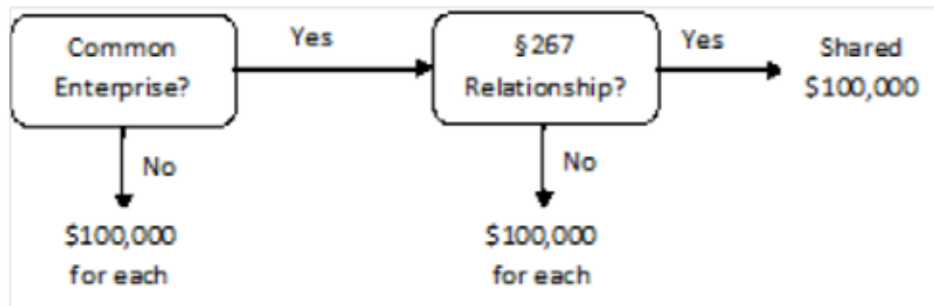 Common
Enterprise?
Yes
§267
Relationship?
Yes
Shared
$100,000
No
$100,000
for each
No
$100,000
for each